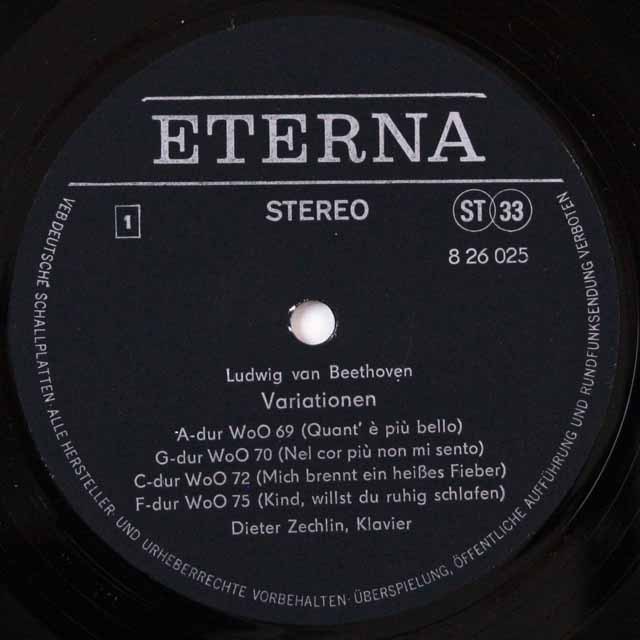 ETERNA
1
STEREO
ST 33
8 26 025
Ludwig van Beethoven
Variationen
A-dur WoO 69 (Quant' è più bello)
G-dur WoO 70 (Nel cor più non mi sento)
C-dur WoO 72 (Mich brennt ein heißes Fieber)
F-dur WoO 75 (Kind, willst du ruhig schlafen)
Dieter Zechlin, Klavier
VEB DEUTSCHE SCHALLPLATTEN · ALLE HERSTELLER- UND URHEBERRECHTE VORBEHALTEN · ÜBERSPIELUNG, ÖFFENTLICHE AUFFÜHRUNG UND RUNDFUNKSENDUNG VERBOTEN